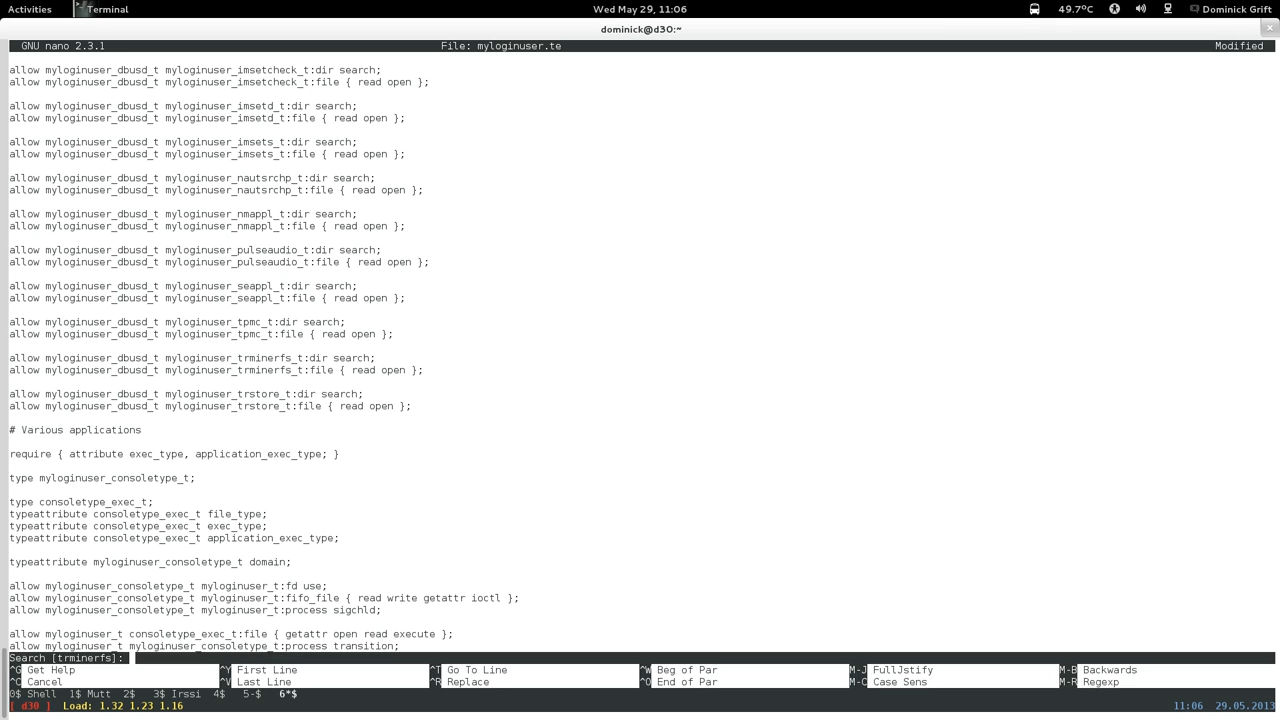 Activities Terminal Wed May 29, 11:06 49.7ºC Dominick Grift
dominick@d30:~
GNU nano 2.3.1 File: myloginuser.te Modified
allow myloginuser_dbusd_t myloginuser_imsetcheck_t:dir search;
allow myloginuser_dbusd_t myloginuser_imsetcheck_t:file { read open };
allow myloginuser_dbusd_t myloginuser_imsetd_t:dir search;
allow myloginuser_dbusd_t myloginuser_imsetd_t:file { read open };
allow myloginuser_dbusd_t myloginuser_imsets_t:dir search;
allow myloginuser_dbusd_t myloginuser_imsets_t:file { read open };
allow myloginuser_dbusd_t myloginuser_nautsrchp_t:dir search;
allow myloginuser_dbusd_t myloginuser_nautsrchp_t:file { read open };
allow myloginuser_dbusd_t myloginuser_nmappl_t:dir search;
allow myloginuser_dbusd_t myloginuser_nmappl_t:file { read open };
allow myloginuser_dbusd_t myloginuser_pulseaudio_t:dir search;
allow myloginuser_dbusd_t myloginuser_pulseaudio_t:file { read open };
allow myloginuser_dbusd_t myloginuser_seappl_t:dir search;
allow myloginuser_dbusd_t myloginuser_seappl_t:file { read open };
allow myloginuser_dbusd_t myloginuser_tpmc_t:dir search;
allow myloginuser_dbusd_t myloginuser_tpmc_t:file { read open };
allow myloginuser_dbusd_t myloginuser_trminerfs_t:dir search;
allow myloginuser_dbusd_t myloginuser_trminerfs_t:file { read open };
allow myloginuser_dbusd_t myloginuser_trstore_t:dir search;
allow myloginuser_dbusd_t myloginuser_trstore_t:file { read open };
# Various applications
require { attribute exec_type, application_exec_type; }
type myloginuser_consoletype_t;
type consoletype_exec_t;
typeattribute consoletype_exec_t file_type;
typeattribute consoletype_exec_t exec_type;
typeattribute consoletype_exec_t application_exec_type;
typeattribute myloginuser_consoletype_t domain;
allow myloginuser_consoletype_t myloginuser_t:fd use;
allow myloginuser_consoletype_t myloginuser_t:fifo_file { read write getattr ioctl };
allow myloginuser_consoletype_t myloginuser_t:process sigchld;
allow myloginuser_t consoletype_exec_t:file { getattr open read execute };
allow myloginuser_t myloginuser_consoletype_t:process transition;
Search [trminerfs]:
^G Get Help ^Y First Line ^T Go To Line ^W Beg of Par M-J FullJstify M-B Backwards
^C Cancel ^V Last Line ^R Replace ^O End of Par M-C Case Sens M-R Regexp
0$ Shell 1$ Mutt 2$ 3$ Irssi 4$ 5-$ 6*$
[ d30 ] Load: 1.32 1.23 1.16 11:06 29.05.2013